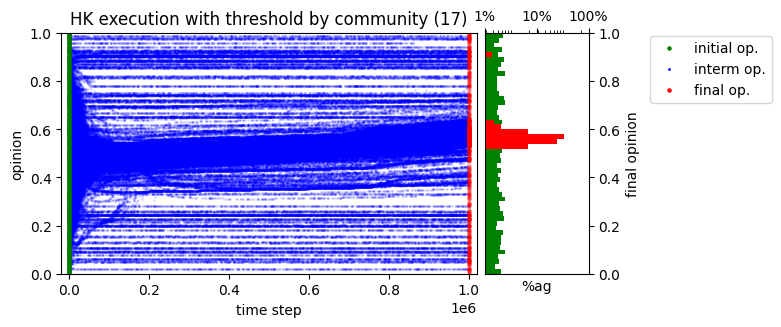 HK execution with threshold by community (17)
1% 10% 100%
initial op.
interm op.
final op.
1.0 1.0
0.8 0.8
0.6 0.6
0.4 0.4
0.2 0.2
0.0 0.0
opinion
final opinion
0.0 0.2 0.4 0.6 0.8 1.0
1e6
time step
%ag